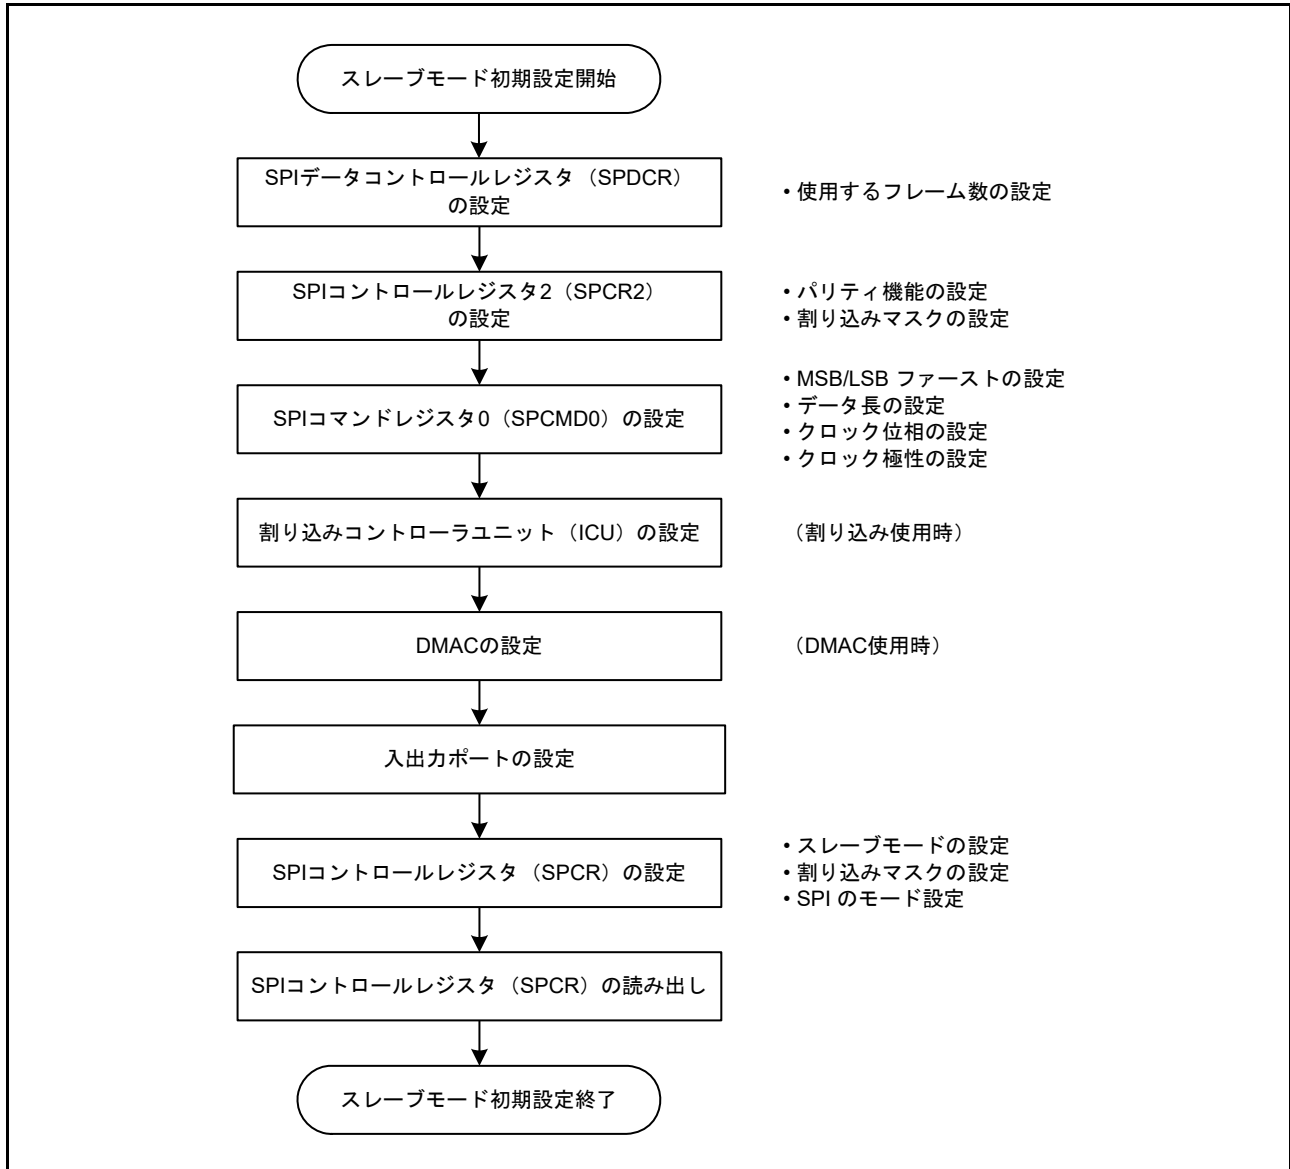 スレーブモード初期設定開始
SPIデータコントロールレジスタ（SPDCR）
の設定
• 使用するフレーム数の設定
SPIコントロールレジスタ2（SPCR2）
の設定
• パリティ機能の設定
• 割り込みマスクの設定
SPIコマンドレジスタ0（SPCMD0）の設定
• MSB/LSB ファーストの設定
• データ長の設定
• クロック位相の設定
• クロック極性の設定
割り込みコントローラユニット（ICU）の設定
（割り込み使用時）
DMACの設定
（DMAC使用時）
入出力ポートの設定
SPIコントロールレジスタ（SPCR）の設定
• スレーブモードの設定
• 割り込みマスクの設定
• SPI のモード設定
SPIコントロールレジスタ（SPCR）の読み出し
スレーブモード初期設定終了